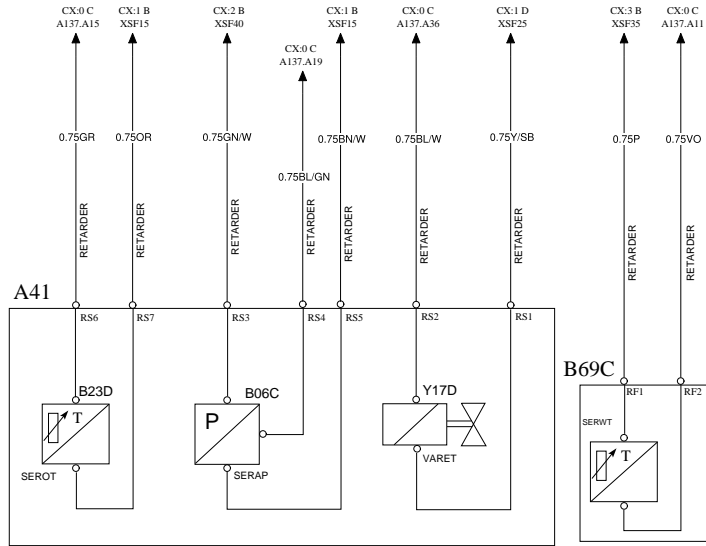 CX:0 C
A137.A15
CX:1 B
XSF15
CX:2 B
XSF40
CX:0 C
A137.A19
CX:1 B
XSF15
CX:0 C
A137.A36
CX:1 D
XSF25
CX:3 B
XSF35
CX:0 C
A137.A11
0.75GR
0.75OR
0.75GN/W
0.75BL/GN
0.75BN/W
0.75BL/W
0.75Y/SB
0.75P
0.75VO
RETARDER
RETARDER
RETARDER
RETARDER
RETARDER
RETARDER
RETARDER
RETARDER
RETARDER
A41
RS6
RS7
RS3
RS4
RS5
RS2
RS1
B69C
RF1
RF2
B23D
T
SEROT
B06C
P
SERAP
Y17D
VARET
SERWT
T